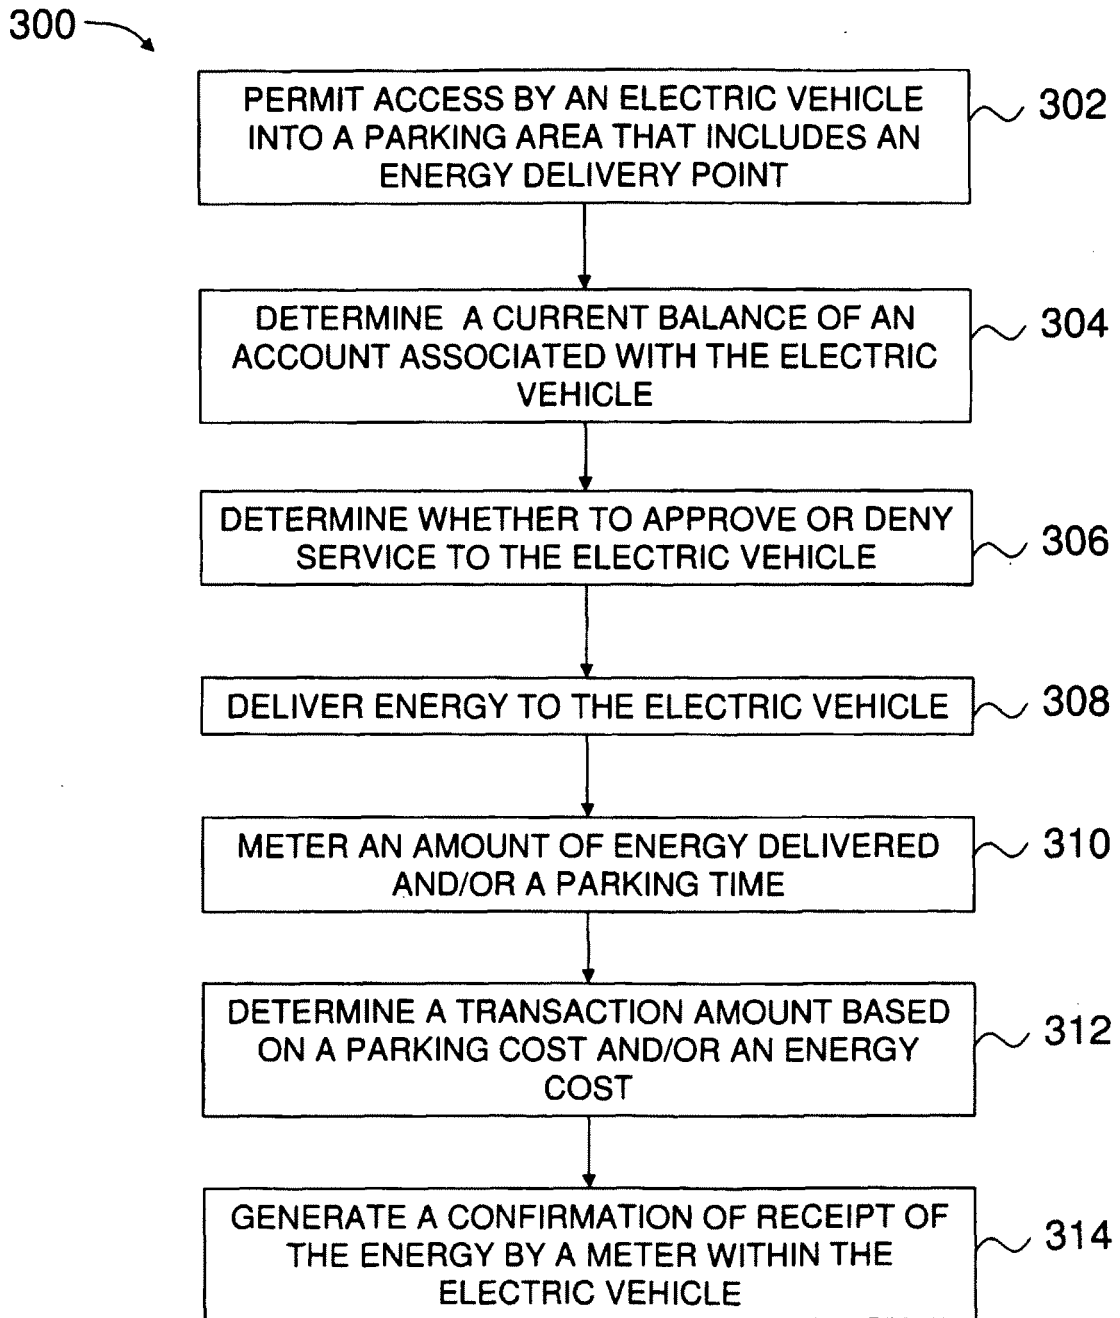 300
PERMIT ACCESS BY AN ELECTRIC VEHICLE
INTO A PARKING AREA THAT INCLUDES AN
ENERGY DELIVERY POINT
302
DETERMINE A CURRENT BALANCE OF AN
ACCOUNT ASSOCIATED WITH THE ELECTRIC
VEHICLE
304
DETERMINE WHETHER TO APPROVE OR DENY
SERVICE TO THE ELECTRIC VEHICLE
306
DELIVER ENERGY TO THE ELECTRIC VEHICLE
308
METER AN AMOUNT OF ENERGY DELIVERED
AND/OR A PARKING TIME
310
DETERMINE A TRANSACTION AMOUNT BASED
ON A PARKING COST AND/OR AN ENERGY
COST
312
GENERATE A CONFIRMATION OF RECEIPT OF
THE ENERGY BY A METER WITHIN THE
ELECTRIC VEHICLE
314